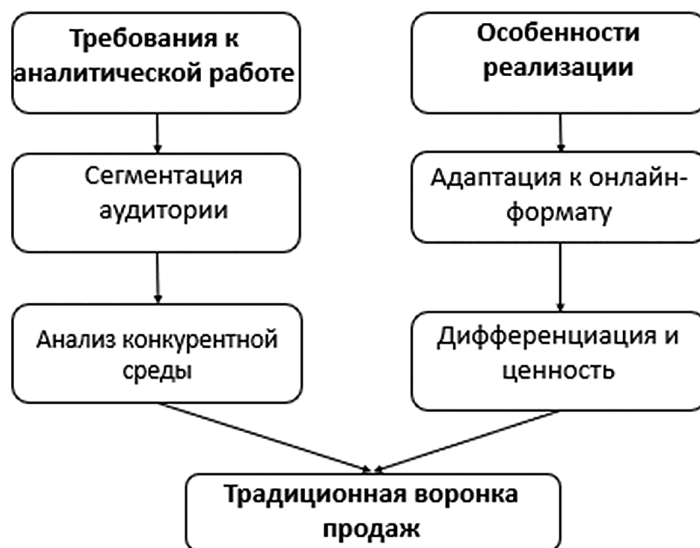 Требования к
аналитической работе
Особенности
реализации
Сегментация
аудитории
Адаптация к онлайн-
формату
Анализ конкурентной
среды
Дифференциация и
ценность
Традиционная воронка
продаж